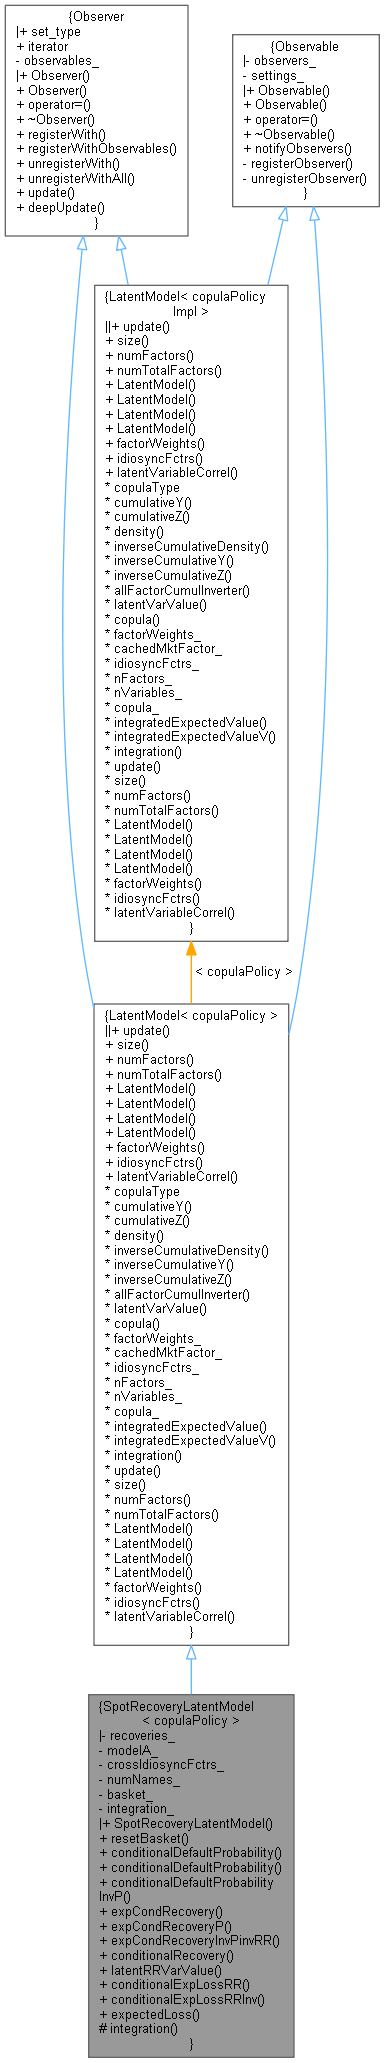 {Observer
|+ set_type
+ iterator
- observables_
|+ Observer()
+ Observer()
+ operator=()
+ ~Observer()
+ registerWith()
+ registerWithObservables()
+ unregisterWith()
+ unregisterWithAll()
+ update()
+ deepUpdate()
}
{Observable
|- observers_
- settings_
|+ Observable()
+ Observable()
+ operator=()
+ ~Observable()
+ notifyObservers()
- registerObserver()
- unregisterObserver()
}
{LatentModel< copulaPolicy
Impl >
||+ update()
+ size()
+ numFactors()
+ numTotalFactors()
+ LatentModel()
+ LatentModel()
+ LatentModel()
+ LatentModel()
+ factorWeights()
+ idiosyncFctrs()
+ latentVariableCorrel()
* copulaType
* cumulativeY()
* cumulativeZ()
* density()
* inverseCumulativeDensity()
* inverseCumulativeY()
* inverseCumulativeZ()
* allFactorCumulInverter()
* latentVarValue()
* copula()
* factorWeights_
* cachedMktFactor_
* idiosyncFctrs_
* nFactors_
* nVariables_
* copula_
* integratedExpectedValue()
* integratedExpectedValueV()
* integration()
* update()
* size()
* numFactors()
* numTotalFactors()
* LatentModel()
* LatentModel()
* LatentModel()
* LatentModel()
* factorWeights()
* idiosyncFctrs()
* latentVariableCorrel()
}
< copulaPolicy >
{LatentModel< copulaPolicy >
||+ update()
+ size()
+ numFactors()
+ numTotalFactors()
+ LatentModel()
+ LatentModel()
+ LatentModel()
+ LatentModel()
+ factorWeights()
+ idiosyncFctrs()
+ latentVariableCorrel()
* copulaType
* cumulativeY()
* cumulativeZ()
* density()
* inverseCumulativeDensity()
* inverseCumulativeY()
* inverseCumulativeZ()
* allFactorCumulInverter()
* latentVarValue()
* copula()
* factorWeights_
* cachedMktFactor_
* idiosyncFctrs_
* nFactors_
* nVariables_
* copula_
* integratedExpectedValue()
* integratedExpectedValueV()
* integration()
* update()
* size()
* numFactors()
* numTotalFactors()
* LatentModel()
* LatentModel()
* LatentModel()
* LatentModel()
* factorWeights()
* idiosyncFctrs()
* latentVariableCorrel()
}
{SpotRecoveryLatentModel
< copulaPolicy >
|- recoveries_
- modelA_
- crossIdiosyncFctrs_
- numNames_
- basket_
- integration_
|+ SpotRecoveryLatentModel()
+ resetBasket()
+ conditionalDefaultProbability()
+ conditionalDefaultProbability()
+ conditionalDefaultProbability
InvP()
+ expCondRecovery()
+ expCondRecoveryP()
+ expCondRecoveryInvPinvRR()
+ conditionalRecovery()
+ latentRRVarValue()
+ conditionalExpLossRR()
+ conditionalExpLossRRInv()
+ expectedLoss()
# integration()
}